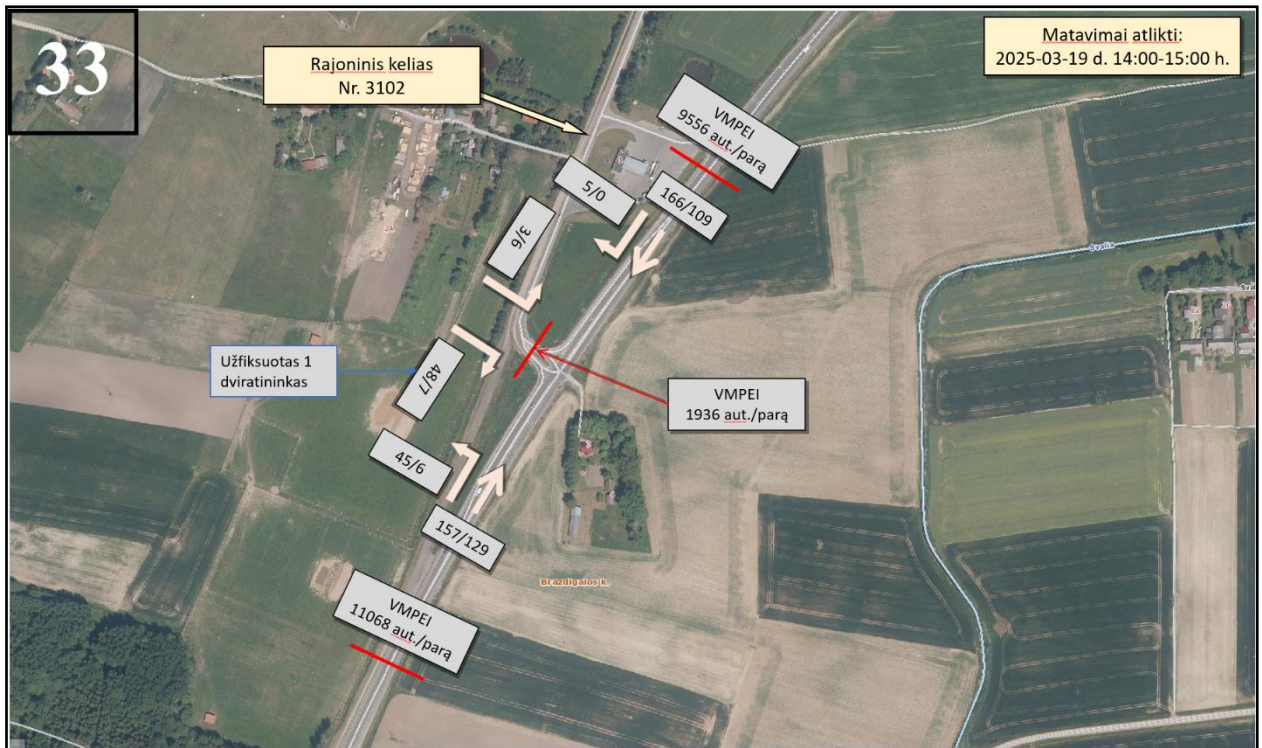 33
Rajoninis kelias
Nr. 3102
Matavimai atlikti:
2025-03-19 d. 14:00-15:00 h.
VMPEI
9556 aut./parą
5/0
166/109
3/6
Užfiksuotas 1
dviratininkas
48/7
VMPEI
1936 aut./parą
45/6
157/129
VMPEI
11068 aut./parą
Brazdigalos k.
Svalia
2A